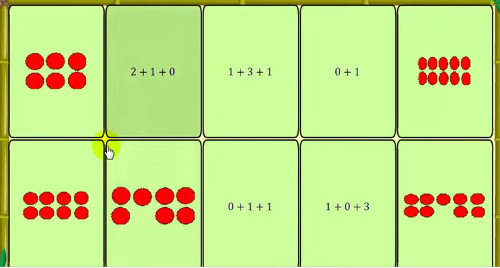 2 + 1 + 0
1 + 3 + 1
0 + 1
0 + 1 + 1
1 + 0 + 3